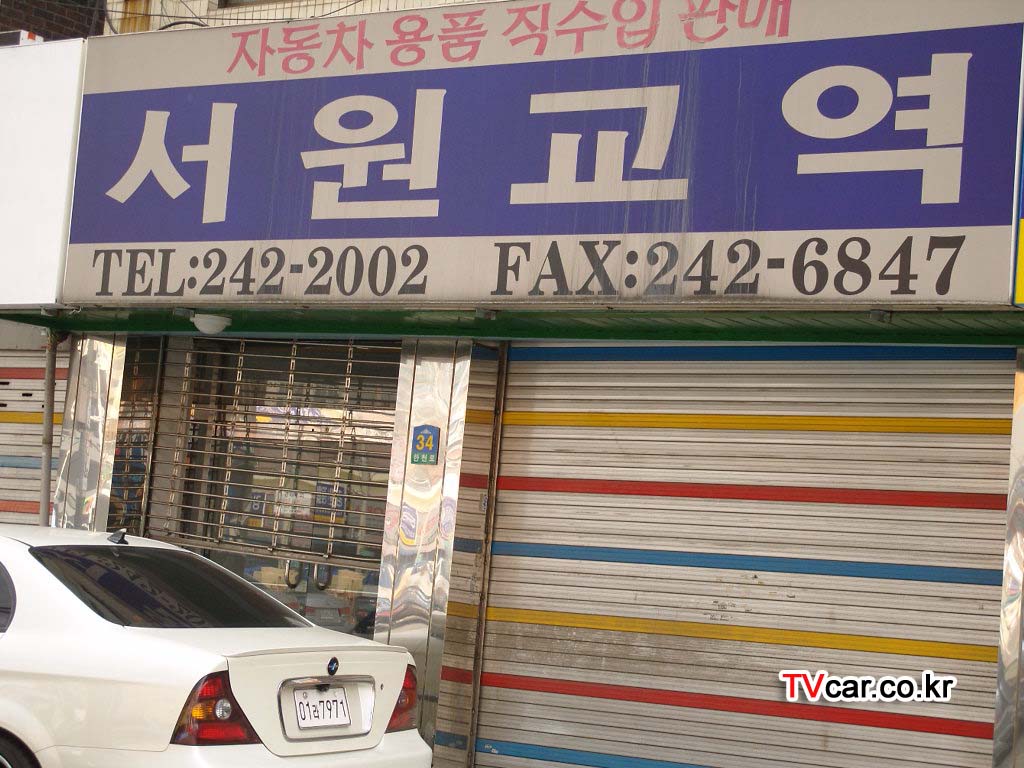 자동차 용품 직수입 판매
서원교역
TEL:242-2002 FAX:242-6847
34
TVcar.co.kr